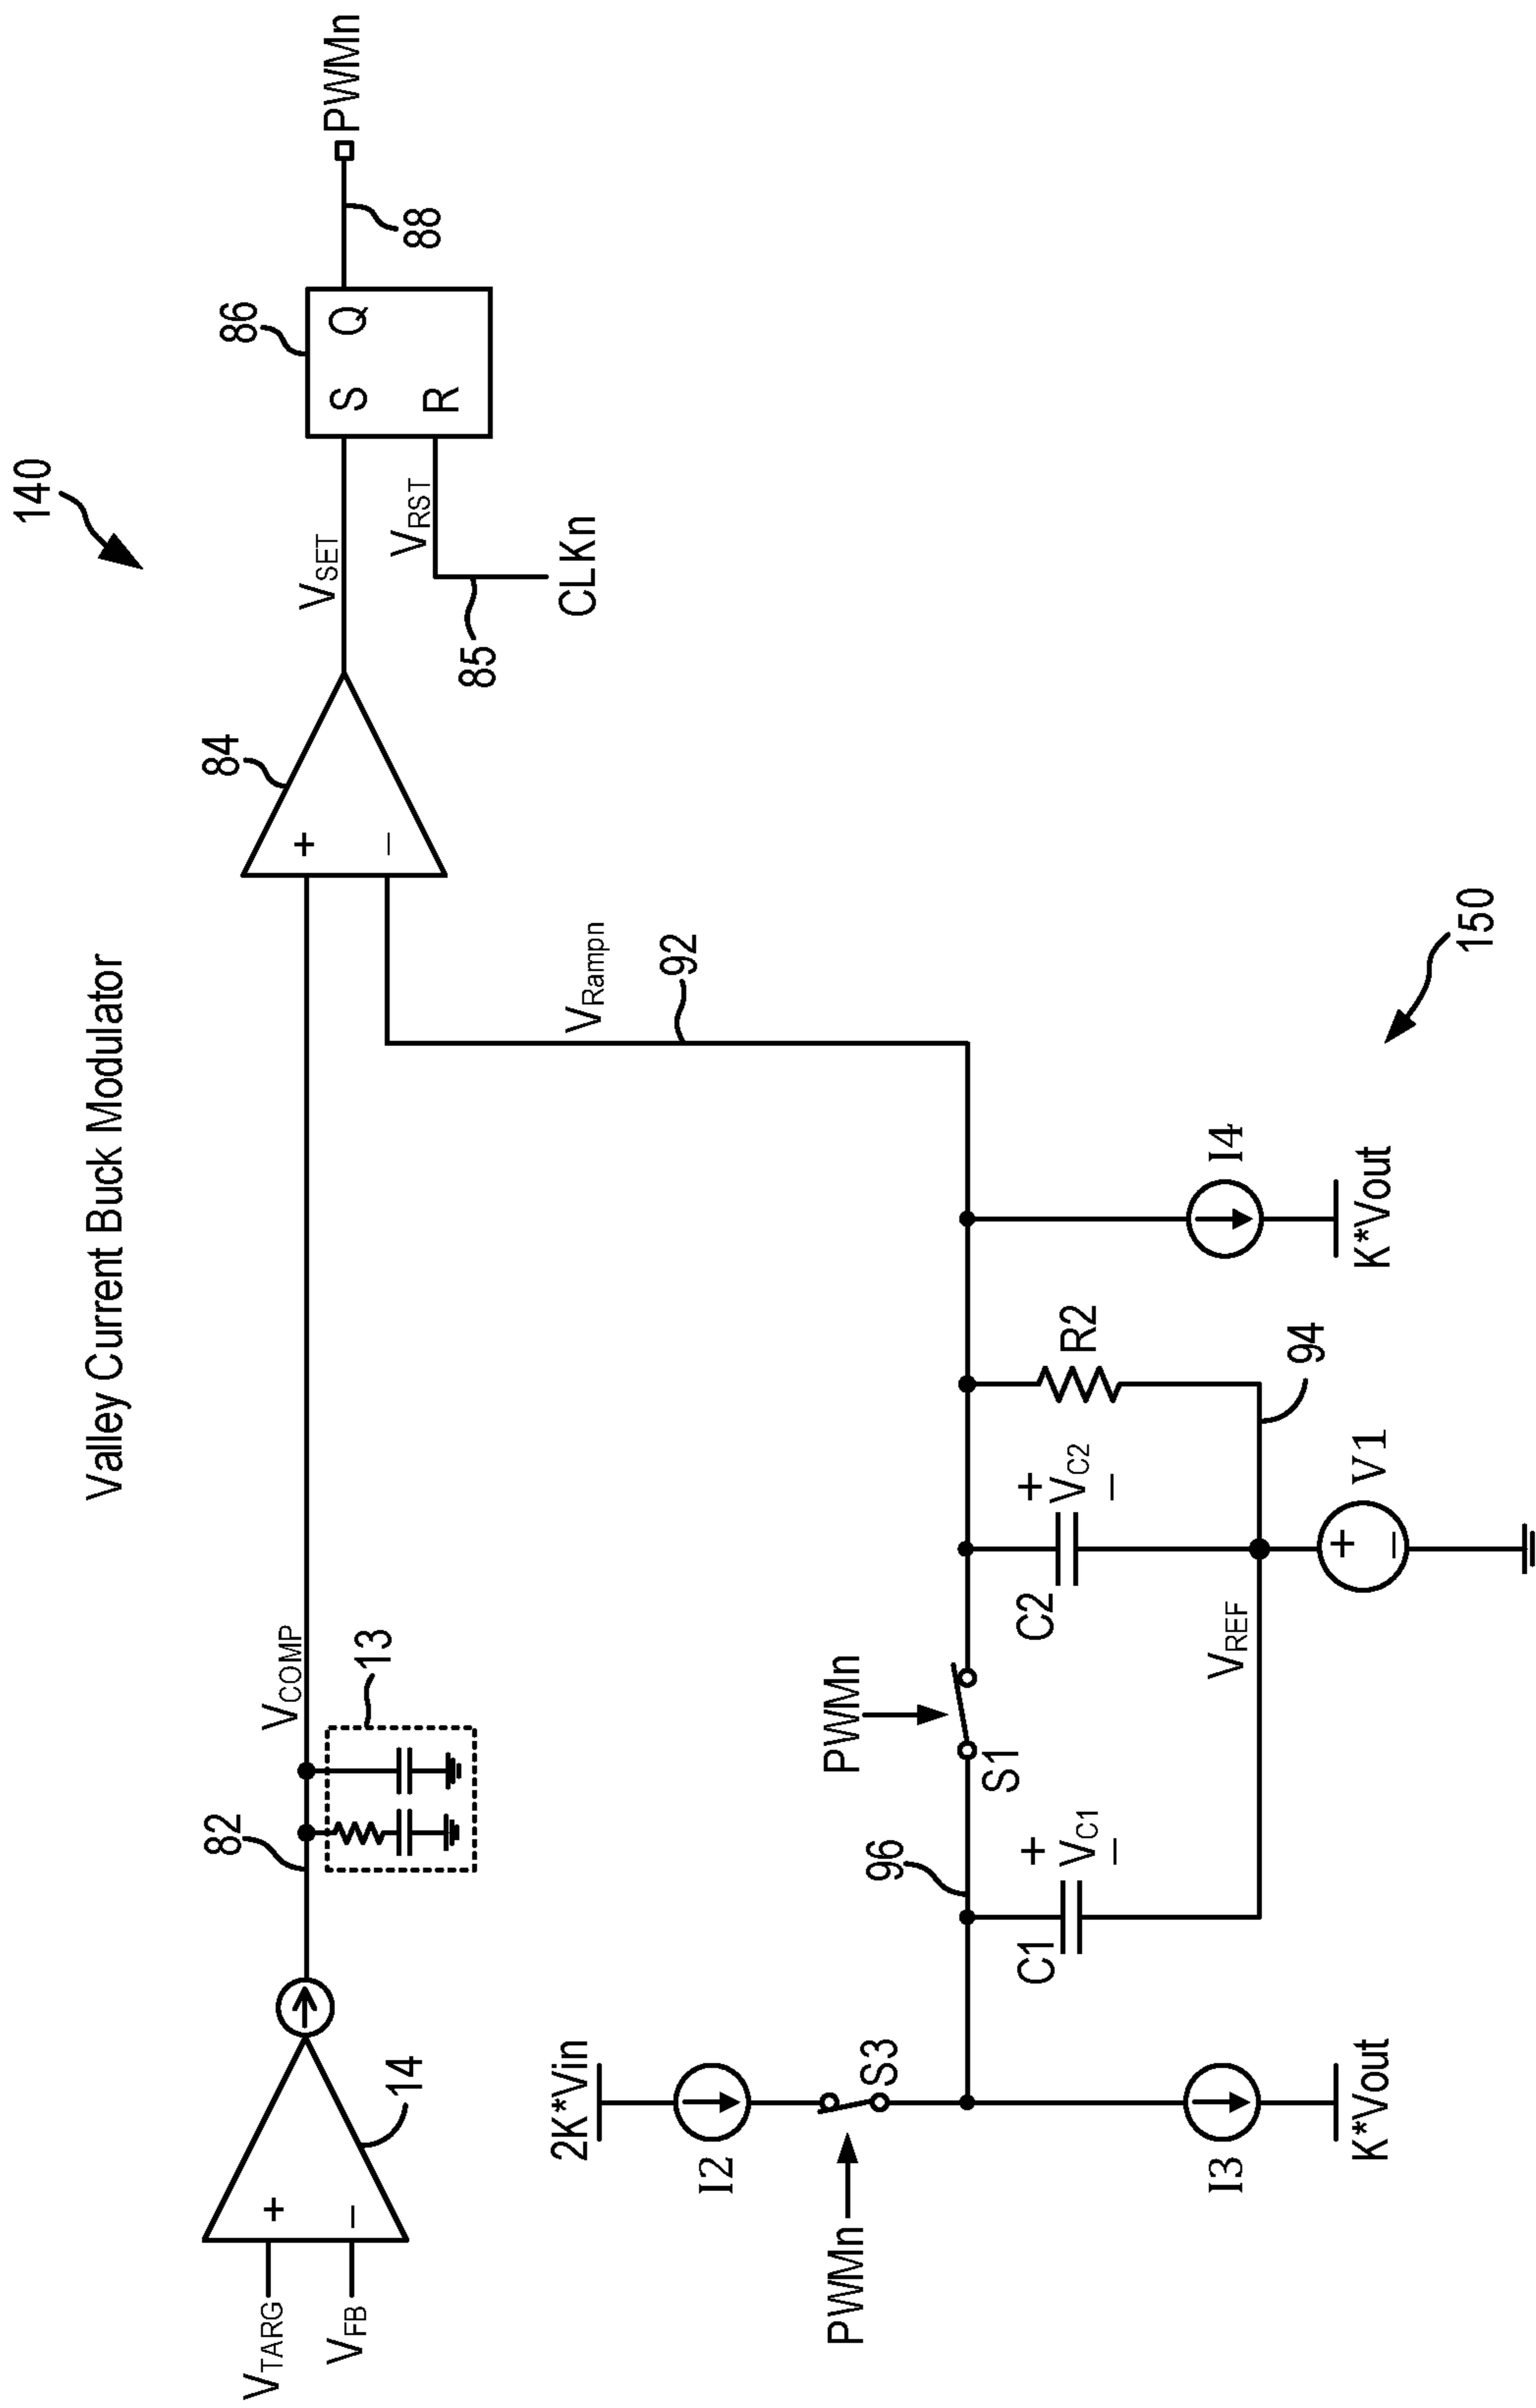 Valley Current Buck Modulator
140
VTARG
VFB
+
−
14
82
VCOMP
13
84
+
−
VSET
VRST
85
CLKn
86
S
R
Q
88
PWMn
VRampn
92
2K*Vin
I2
PWMn
S3
I3
K*Vout
96
C1
+
VC1
−
PWMn
S1
C2
+
VC2
−
R2
VREF
94
V1
+
−
I4
K*Vout
150